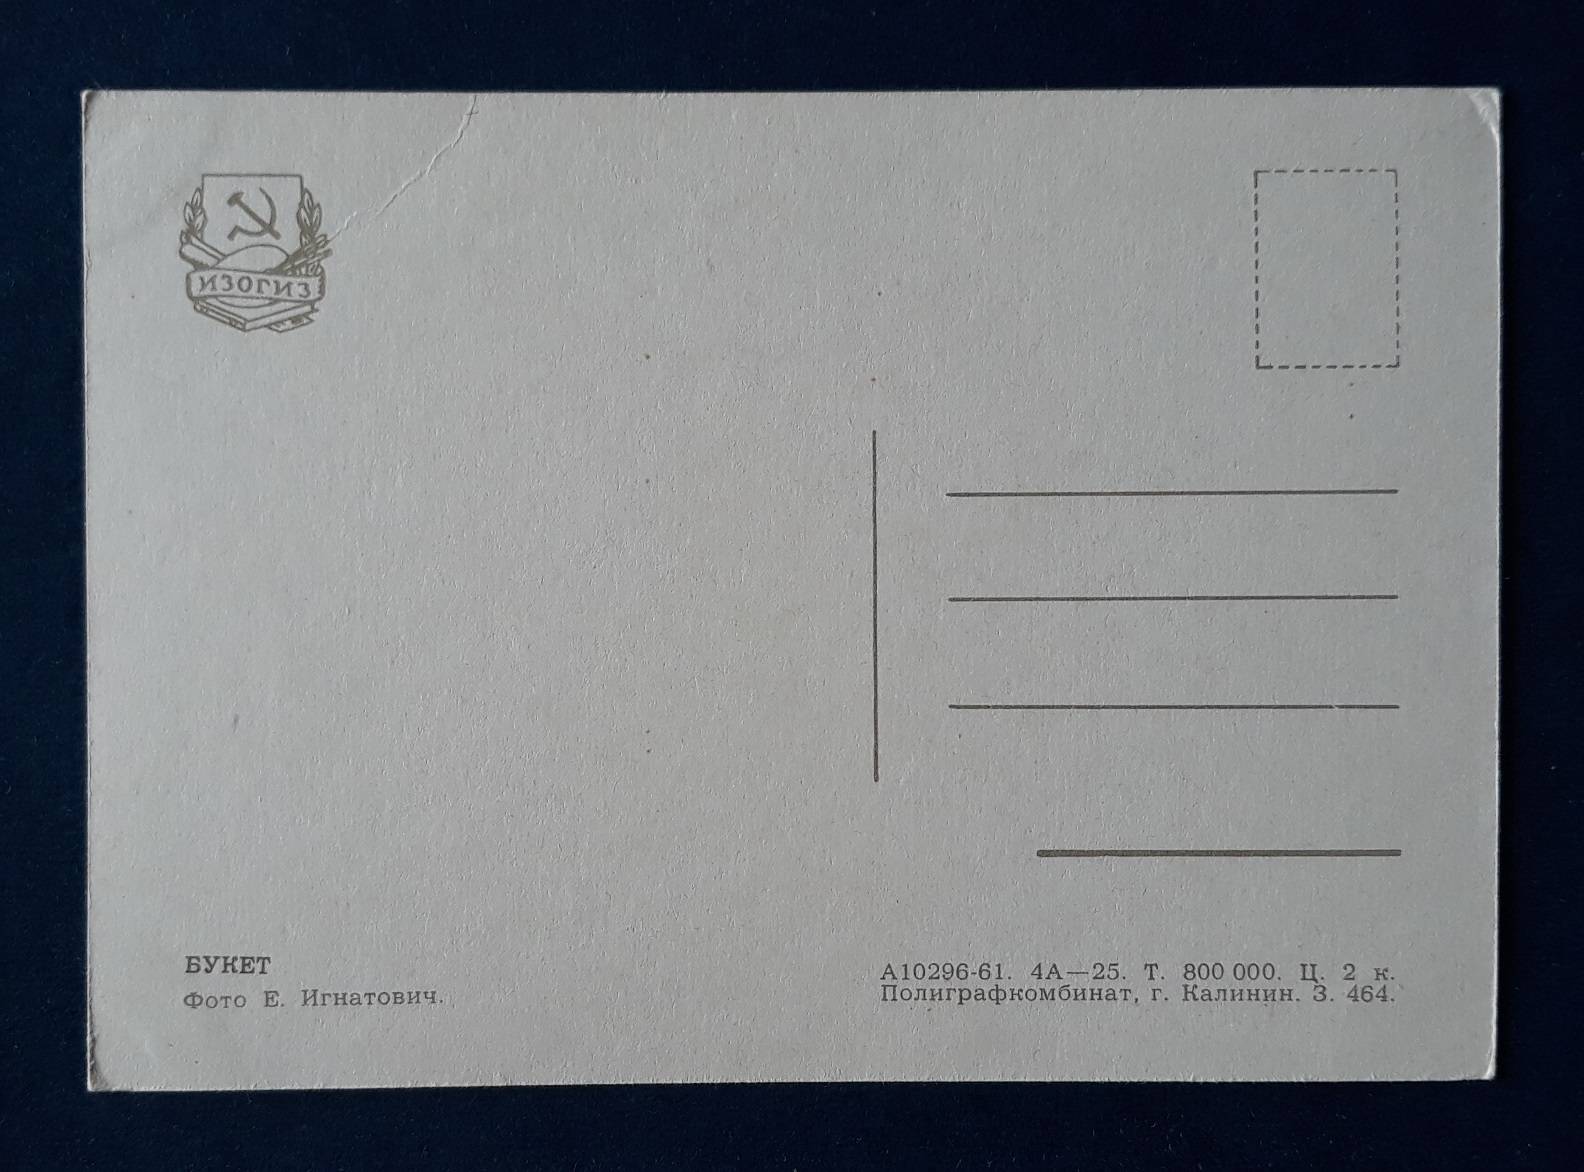 ИЗОГИЗ
БУКЕТ
Фото Е. Игнатович.
А10296-61. 4А—25. Т. 800 000. Ц. 2 к.
Полиграфкомбинат, г. Калинин. З. 464.